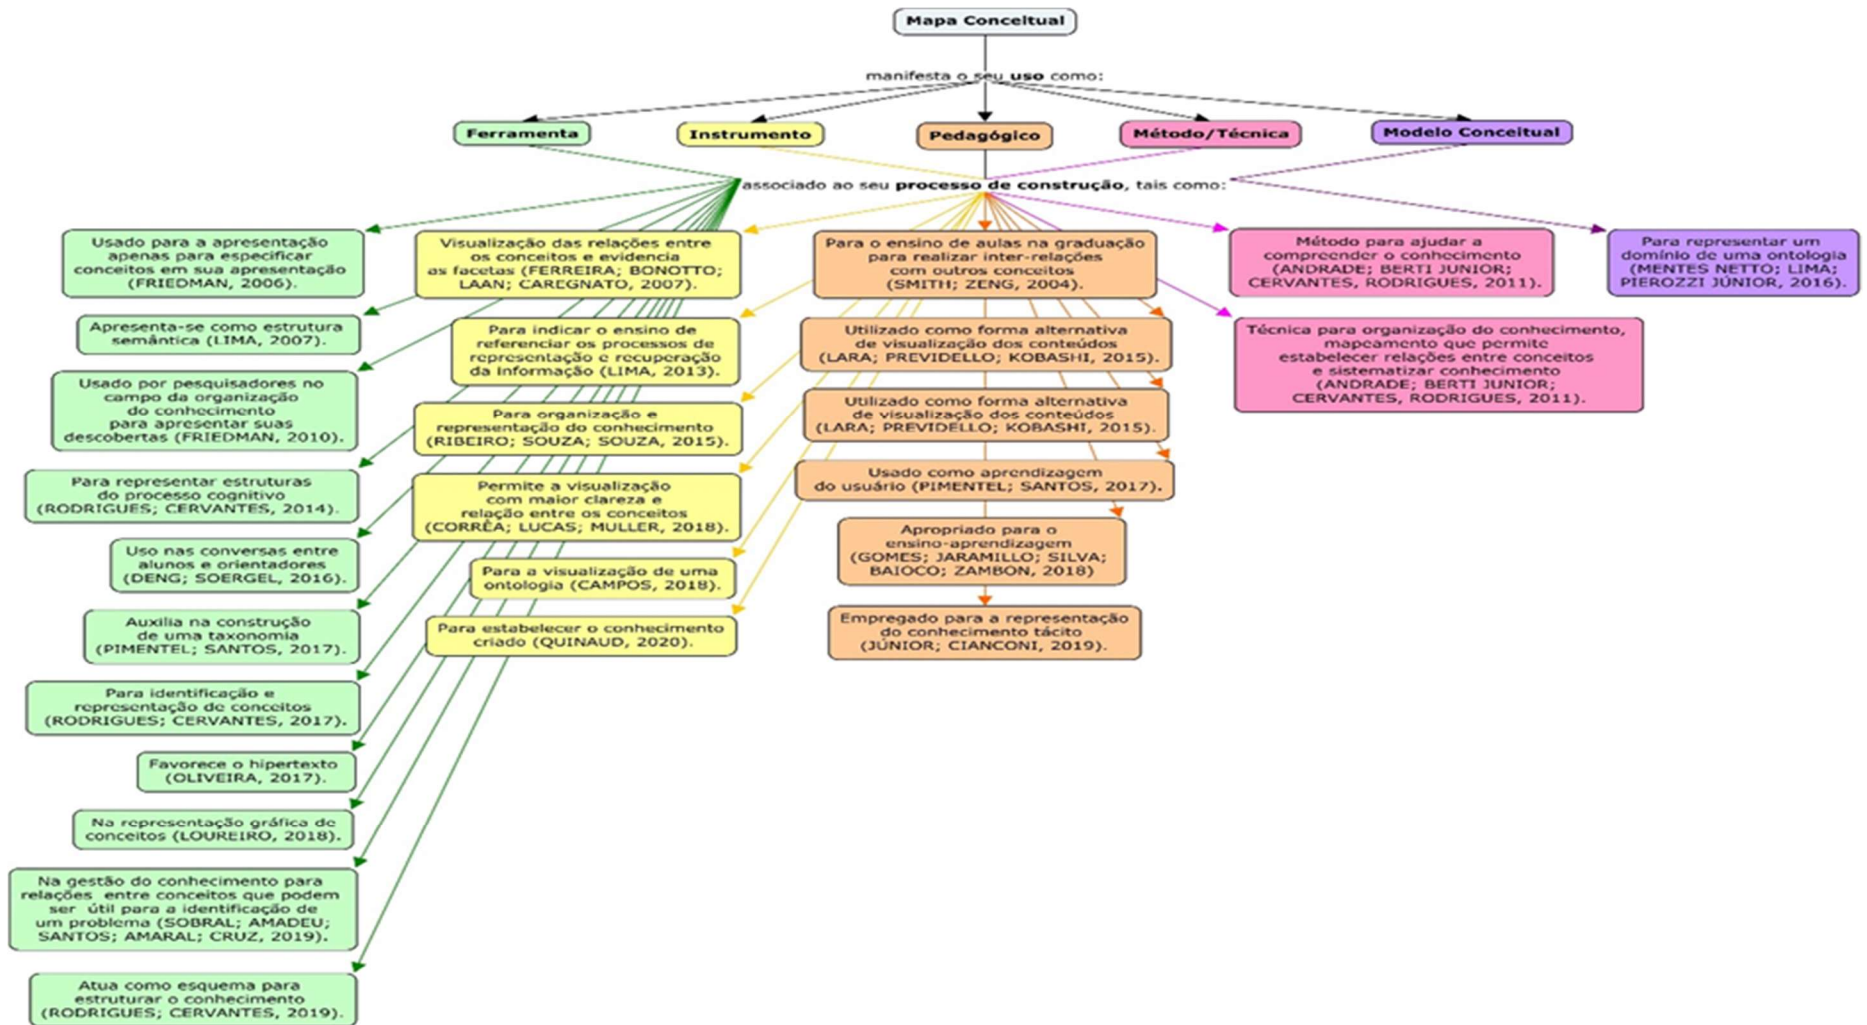 Mapa Conceitual
manifesta o seu uso como:
Ferramenta
Instrumento
Pedagógico
Método/Técnica
Modelo Conceitual
associado ao seu processo de construção, tais como:
Usado para a apresentação
apenas para especificar
conceitos em sua apresentação
(FRIEDMAN, 2006).
Apresenta-se como estrutura
semântica (LIMA, 2007).
Usado por pesquisadores no
campo da organização
do conhecimento
para apresentar suas
descobertas (FRIEDMAN, 2010).
Para representar estruturas
do processo cognitivo
(RODRIGUES; CERVANTES, 2014).
Uso nas conversas entre
alunos e orientadores
(DENG; SOERGEL, 2016).
Auxilia na construção
de uma taxonomia
(PIMENTEL; SANTOS, 2017).
Para identificação e
representação de conceitos
(RODRIGUES; CERVANTES, 2017).
Favorece o hipertexto
(OLIVEIRA, 2017).
Na representação gráfica de
conceitos (LOUREIRO, 2018).
Na gestão do conhecimento para
relações entre conceitos que podem
ser útil para a identificação de
um problema (SOBRAL; AMADEU;
SANTOS; AMARAL; CRUZ, 2019).
Atua como esquema para
estruturar o conhecimento
(RODRIGUES; CERVANTES, 2019).
Visualização das relações entre
os conceitos e evidencia
as facetas (FERREIRA; BONOTTO;
LAAN; CAREGNATO, 2007).
Para indicar o ensino de
referenciar os processos de
representação e recuperação
da informação (LIMA, 2013).
Para organização e
representação do conhecimento
(RIBEIRO; SOUZA; SOUZA, 2015).
Permite a visualização
com maior clareza e
relação entre os conceitos
(CORRÊA; LUCAS; MULLER, 2018).
Para a visualização de uma
ontologia (CAMPOS, 2018).
Para estabelecer o conhecimento
criado (QUINAUD, 2020).
Para o ensino de aulas na graduação
para realizar inter-relações
com outros conceitos
(SMITH; ZENG, 2004).
Utilizado como forma alternativa
de visualização dos conteúdos
(LARA; PREVIDELLO; KOBASHI, 2015).
Utilizado como forma alternativa
de visualização dos conteúdos
(LARA; PREVIDELLO; KOBASHI, 2015).
Usado como aprendizagem
do usuário (PIMENTEL; SANTOS, 2017).
Apropriado para o
ensino-aprendizagem
(GOMES; JARAMILLO; SILVA;
BAIOCO; ZAMBON, 2018)
Empregado para a representação
do conhecimento tácito
(JÚNIOR; CIANCONI, 2019).
Método para ajudar a
compreender o conhecimento
(ANDRADE; BERTI JUNIOR;
CERVANTES, RODRIGUES, 2011).
Técnica para organização do conhecimento,
mapeamento que permite
estabelecer relações entre conceitos
e sistematizar conhecimento
(ANDRADE; BERTI JUNIOR;
CERVANTES, RODRIGUES, 2011).
Para representar um
domínio de uma ontologia
(MENTES NETTO; LIMA;
PIEROZZI JÚNIOR, 2016).